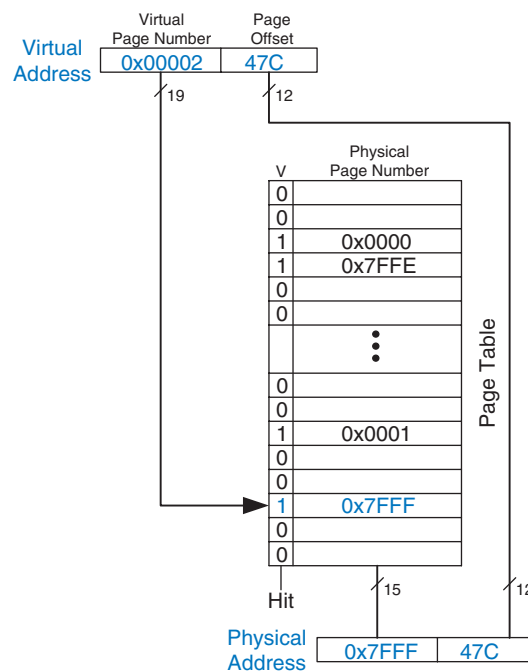 Virtual Page Number
Page Offset
Virtual Address
0x00002 47C
19 12
V
Physical Page Number
0
0
1 0x0000
1 0x7FFE
0
0
0
0
1 0x0001
0
0
1 0x7FFF
0
0
Page Table
Hit
15 12
Physical Address
0x7FFF 47C